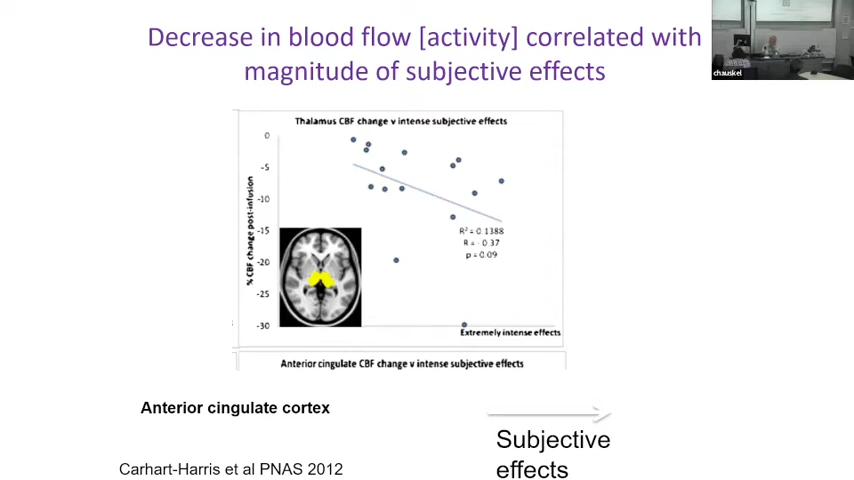 Decrease in blood flow [activity] correlated with
magnitude of subjective effects
chauskel
Thalamus CBF change v intense subjective effects
0
-5
-10
-15
-20
-25
-30
% CBF change post-infusion
R² = 0.1388
R = - 0.37
p = 0.09
Extremely intense effects
Anterior cingulate CBF change v intense subjective effects
Anterior cingulate cortex
Subjective
effects
Carhart-Harris et al PNAS 2012